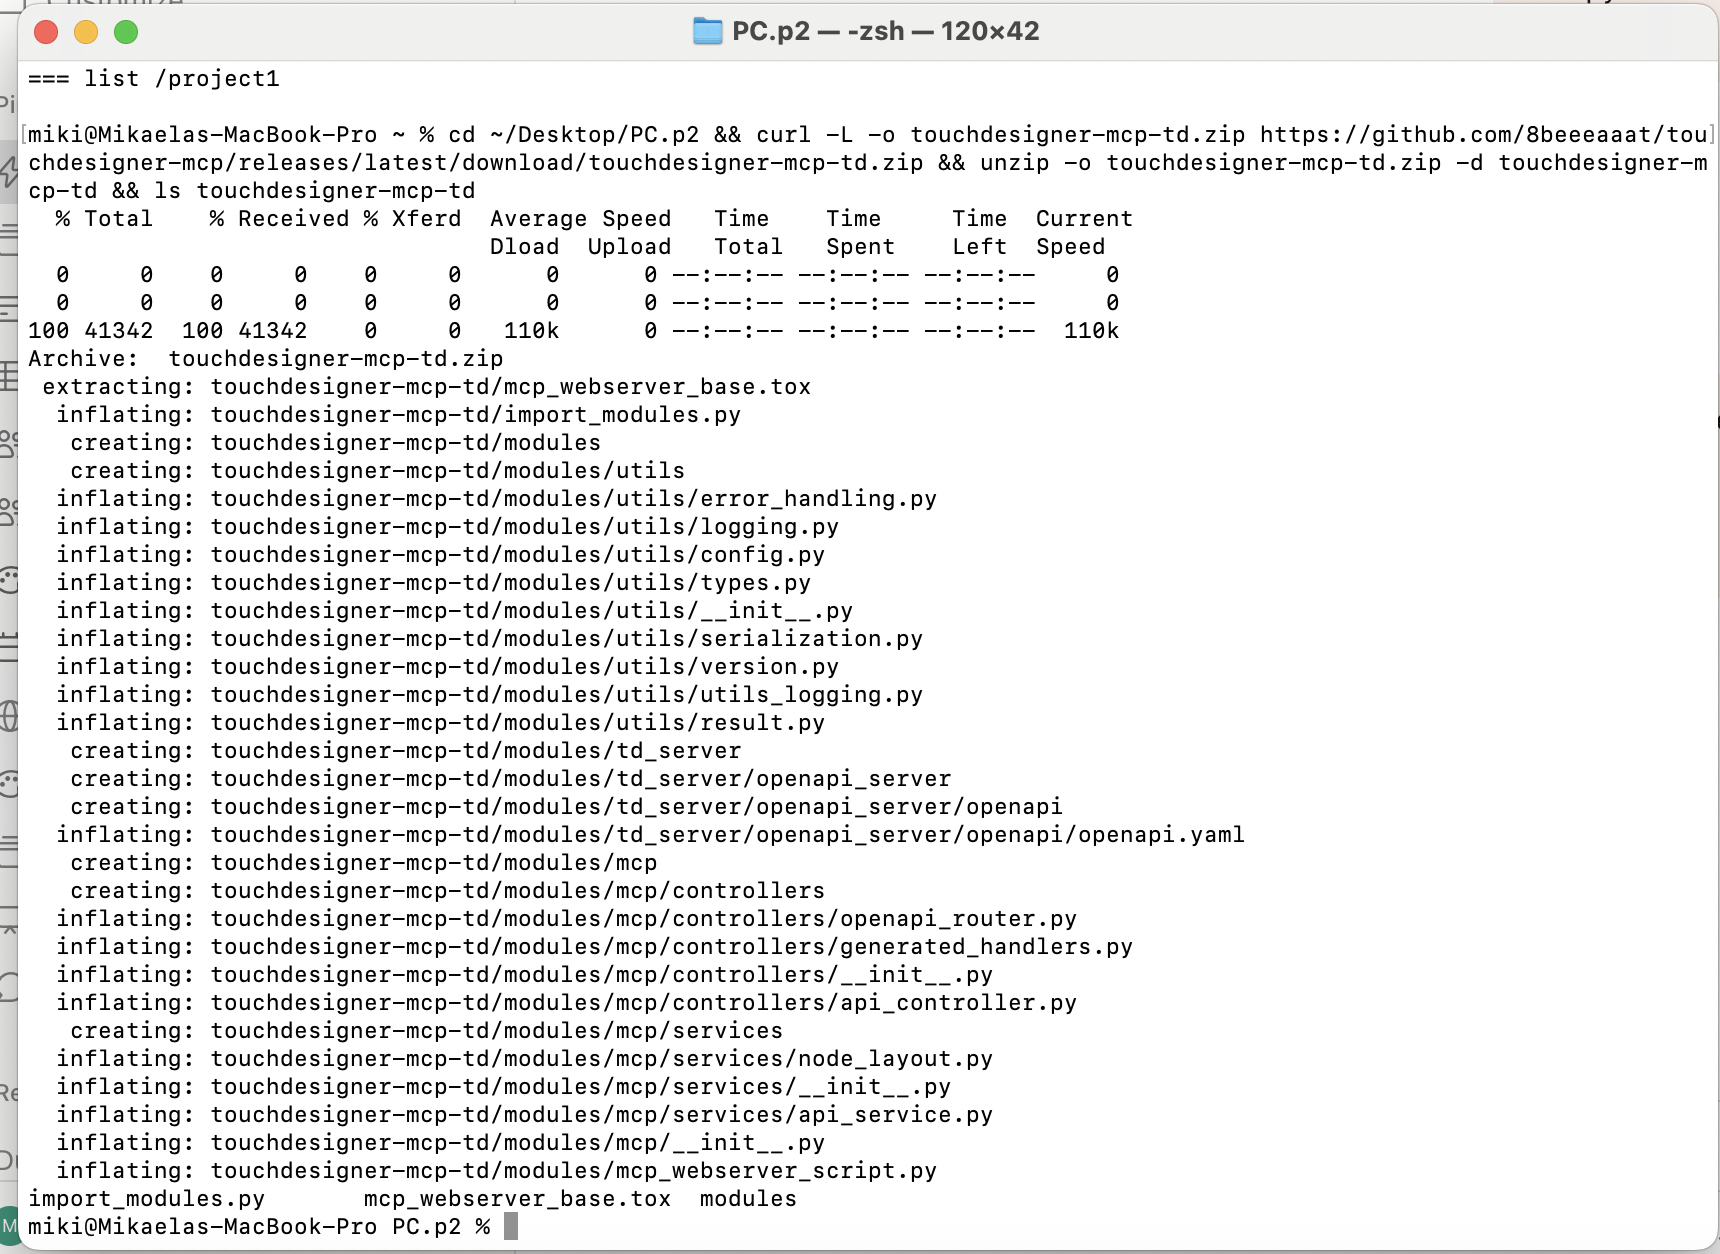 Customize
PC.p2 — -zsh — 120×42
=== list /project1
miki@Mikaelas-MacBook-Pro ~ % cd ~/Desktop/PC.p2 && curl -L -o touchdesigner-mcp-td.zip https://github.com/8beeeaaat/tou
chdesigner-mcp/releases/latest/download/touchdesigner-mcp-td.zip && unzip -o touchdesigner-mcp-td.zip -d touchdesigner-m
cp-td && ls touchdesigner-mcp-td
  % Total    % Received % Xferd  Average Speed   Time    Time     Time  Current
                                 Dload  Upload   Total   Spent    Left  Speed
  0     0    0     0    0     0      0      0 --:--:-- --:--:-- --:--:--     0
  0     0    0     0    0     0      0      0 --:--:-- --:--:-- --:--:--     0
100 41342  100 41342    0     0   110k      0 --:--:-- --:--:-- --:--:--  110k
Archive:  touchdesigner-mcp-td.zip
 extracting: touchdesigner-mcp-td/mcp_webserver_base.tox
  inflating: touchdesigner-mcp-td/import_modules.py
   creating: touchdesigner-mcp-td/modules
   creating: touchdesigner-mcp-td/modules/utils
  inflating: touchdesigner-mcp-td/modules/utils/error_handling.py
  inflating: touchdesigner-mcp-td/modules/utils/logging.py
  inflating: touchdesigner-mcp-td/modules/utils/config.py
  inflating: touchdesigner-mcp-td/modules/utils/types.py
  inflating: touchdesigner-mcp-td/modules/utils/__init__.py
  inflating: touchdesigner-mcp-td/modules/utils/serialization.py
  inflating: touchdesigner-mcp-td/modules/utils/version.py
  inflating: touchdesigner-mcp-td/modules/utils/utils_logging.py
  inflating: touchdesigner-mcp-td/modules/utils/result.py
   creating: touchdesigner-mcp-td/modules/td_server
   creating: touchdesigner-mcp-td/modules/td_server/openapi_server
   creating: touchdesigner-mcp-td/modules/td_server/openapi_server/openapi
  inflating: touchdesigner-mcp-td/modules/td_server/openapi_server/openapi/openapi.yaml
   creating: touchdesigner-mcp-td/modules/mcp
   creating: touchdesigner-mcp-td/modules/mcp/controllers
  inflating: touchdesigner-mcp-td/modules/mcp/controllers/openapi_router.py
  inflating: touchdesigner-mcp-td/modules/mcp/controllers/generated_handlers.py
  inflating: touchdesigner-mcp-td/modules/mcp/controllers/__init__.py
  inflating: touchdesigner-mcp-td/modules/mcp/controllers/api_controller.py
   creating: touchdesigner-mcp-td/modules/mcp/services
  inflating: touchdesigner-mcp-td/modules/mcp/services/node_layout.py
  inflating: touchdesigner-mcp-td/modules/mcp/services/__init__.py
  inflating: touchdesigner-mcp-td/modules/mcp/services/api_service.py
  inflating: touchdesigner-mcp-td/modules/mcp/__init__.py
  inflating: touchdesigner-mcp-td/modules/mcp_webserver_script.py
import_modules.py       mcp_webserver_base.tox  modules
miki@Mikaelas-MacBook-Pro PC.p2 %